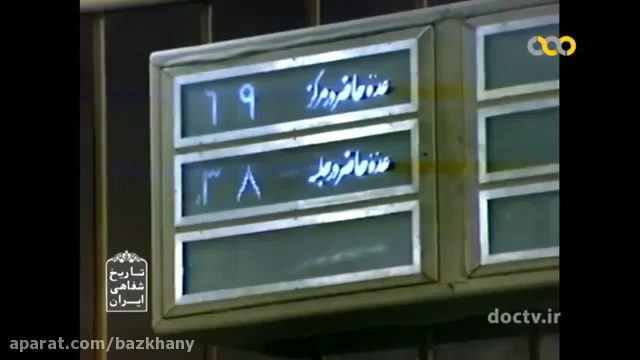 عدهٔ حاضر در مرکز ۶۹
عدهٔ حاضر در جلسه ۳۸
تاریخ
شفاهی
ایران
doctv.ir
aparat.com/bazkhany